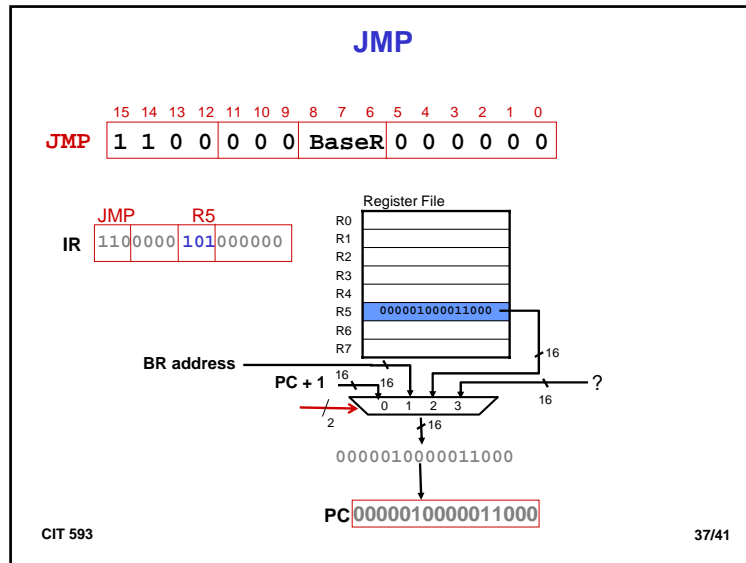 JMP
15 14 13 12 11 10 9 8 7 6 5 4 3 2 1 0
JMP 1 1 0 0 0 0 0 BaseR 0 0 0 0 0 0
JMP R5
IR 1100000 101000000
Register File
R0
R1
R2
R3
R4
R5 000001000011000
R6
R7
16
BR address
PC + 1 16 16 16 ?
0 1 2 3
2
16
0000010000011000
PC 0000010000011000
CIT 593 37/41